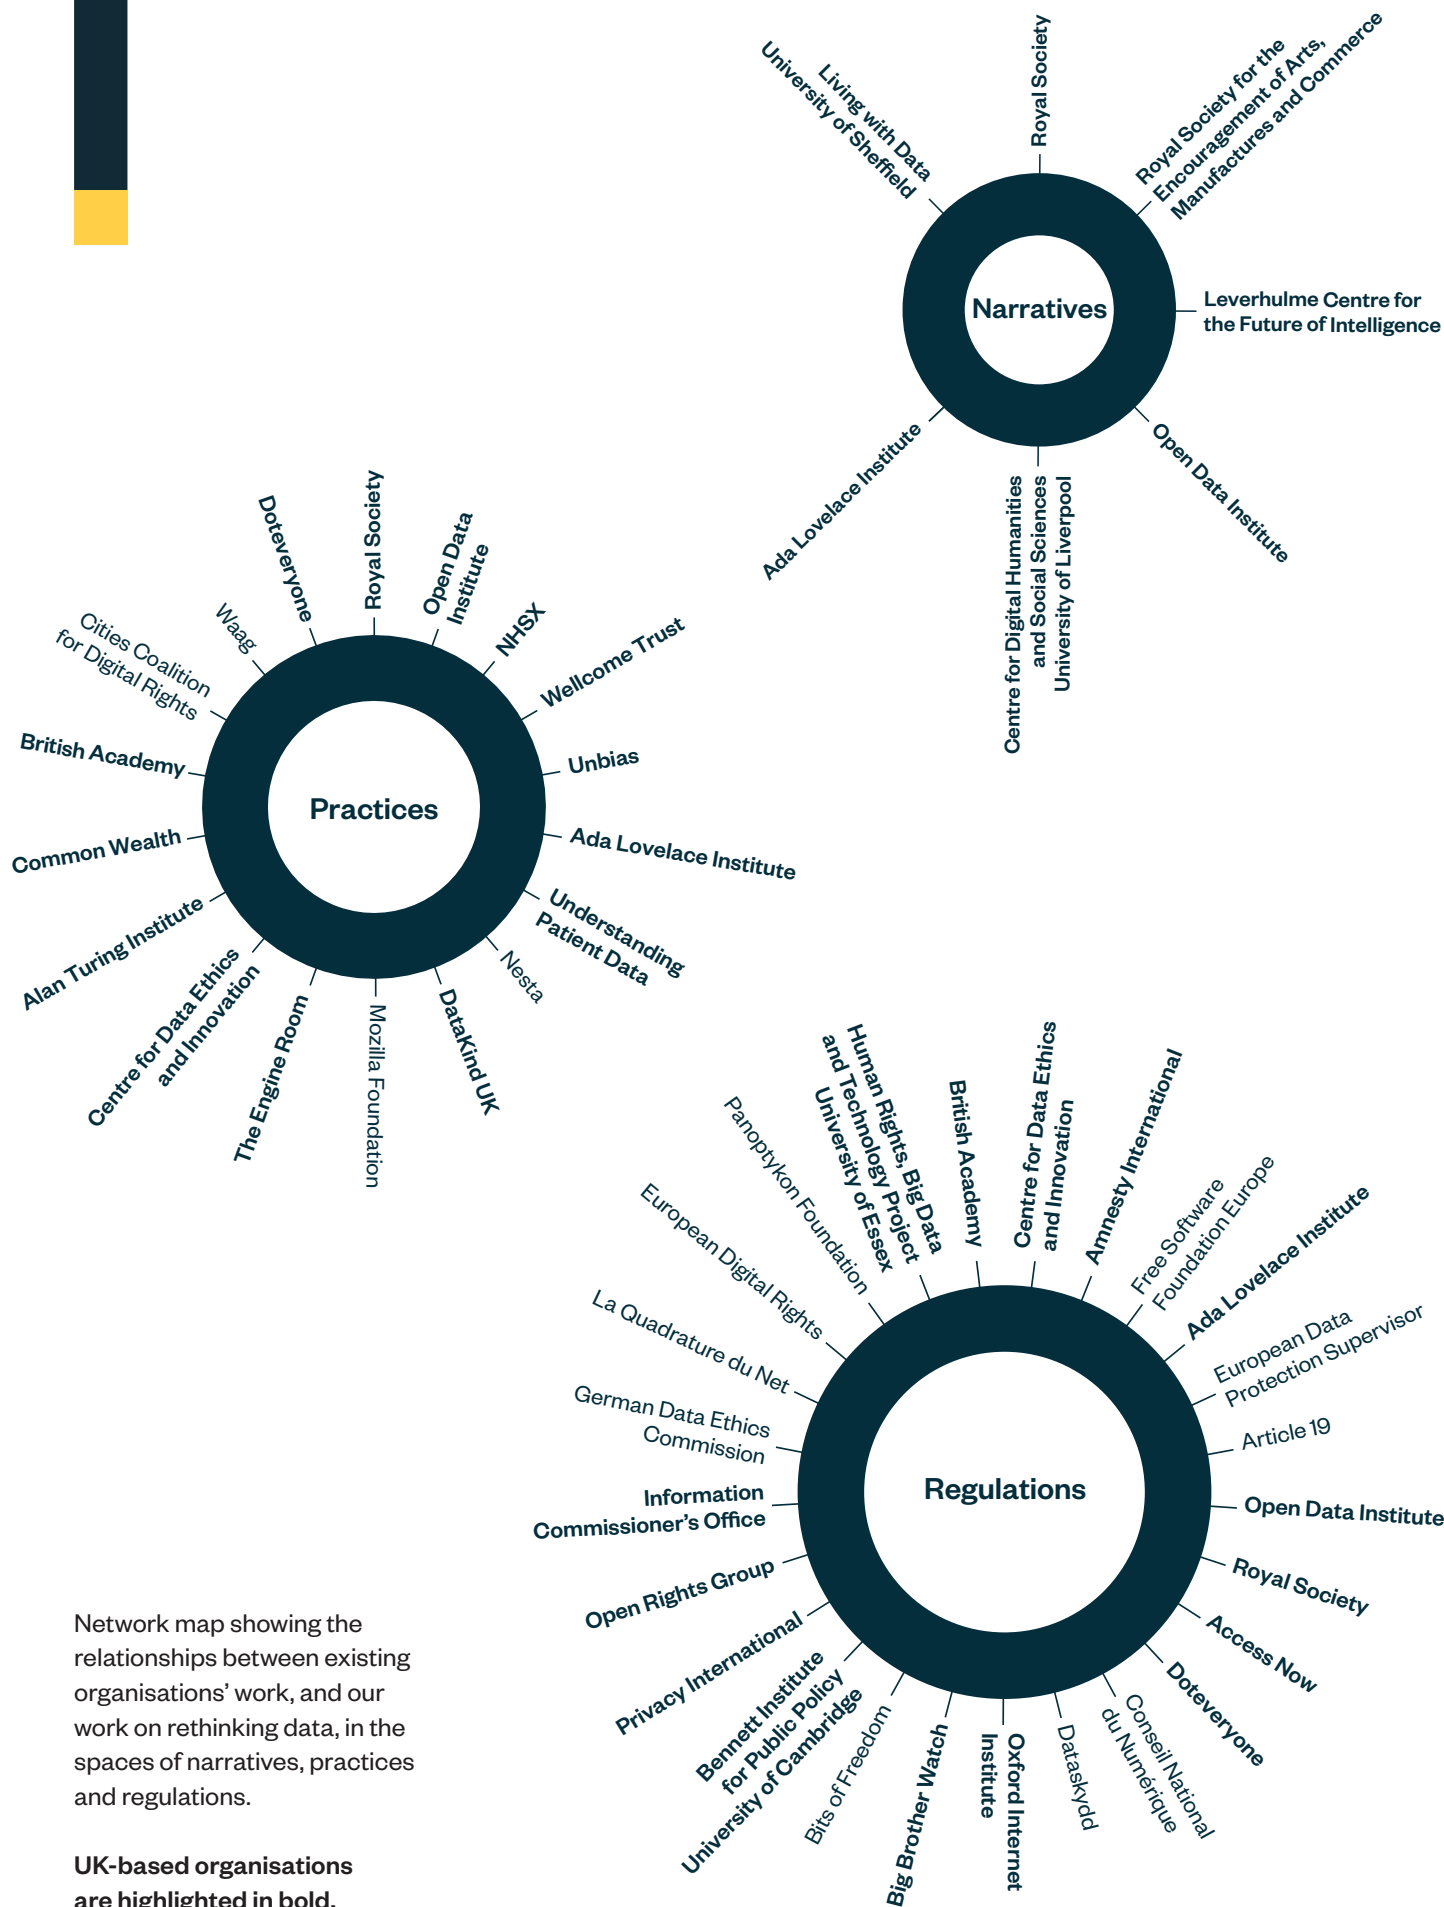 Narratives
Royal Society
Royal Society for the
Encouragement of Arts,
Manufactures and Commerce
Leverhulme Centre for
the Future of Intelligence
Open Data Institute
Centre for Digital Humanities
and Social Sciences
University of Liverpool
Ada Lovelace Institute
Living with Data
University of Sheffield
Practices
Royal Society
Open Data
Institute
NHSX
Wellcome Trust
Unbias
Ada Lovelace Institute
Understanding
Patient Data
Nesta
DataKind UK
Mozilla Foundation
The Engine Room
Centre for Data Ethics
and Innovation
Alan Turing Institute
Common Wealth
British Academy
Cities Coalition
for Digital Rights
Waag
Doteveryone
Regulations
Centre for Data Ethics
and Innovation
Amnesty International
Free Software
Foundation Europe
Ada Lovelace Institute
European Data
Protection Supervisor
Article 19
Open Data Institute
Royal Society
Access Now
Doteveryone
Conseil National
du Numérique
Dataskydd
Oxford Internet
Institute
Big Brother Watch
Bits of Freedom
Bennett Institute
for Public Policy
University of Cambridge
Privacy International
Open Rights Group
Information
Commissioner's Office
German Data Ethics
Commission
La Quadrature du Net
European Digital Rights
Panoptykon Foundation
Human Rights, Big Data
and Technology Project
University of Essex
British Academy
Network map showing the
relationships between existing
organisations' work, and our
work on rethinking data, in the
spaces of narratives, practices
and regulations.
UK-based organisations
are highlighted in bold.